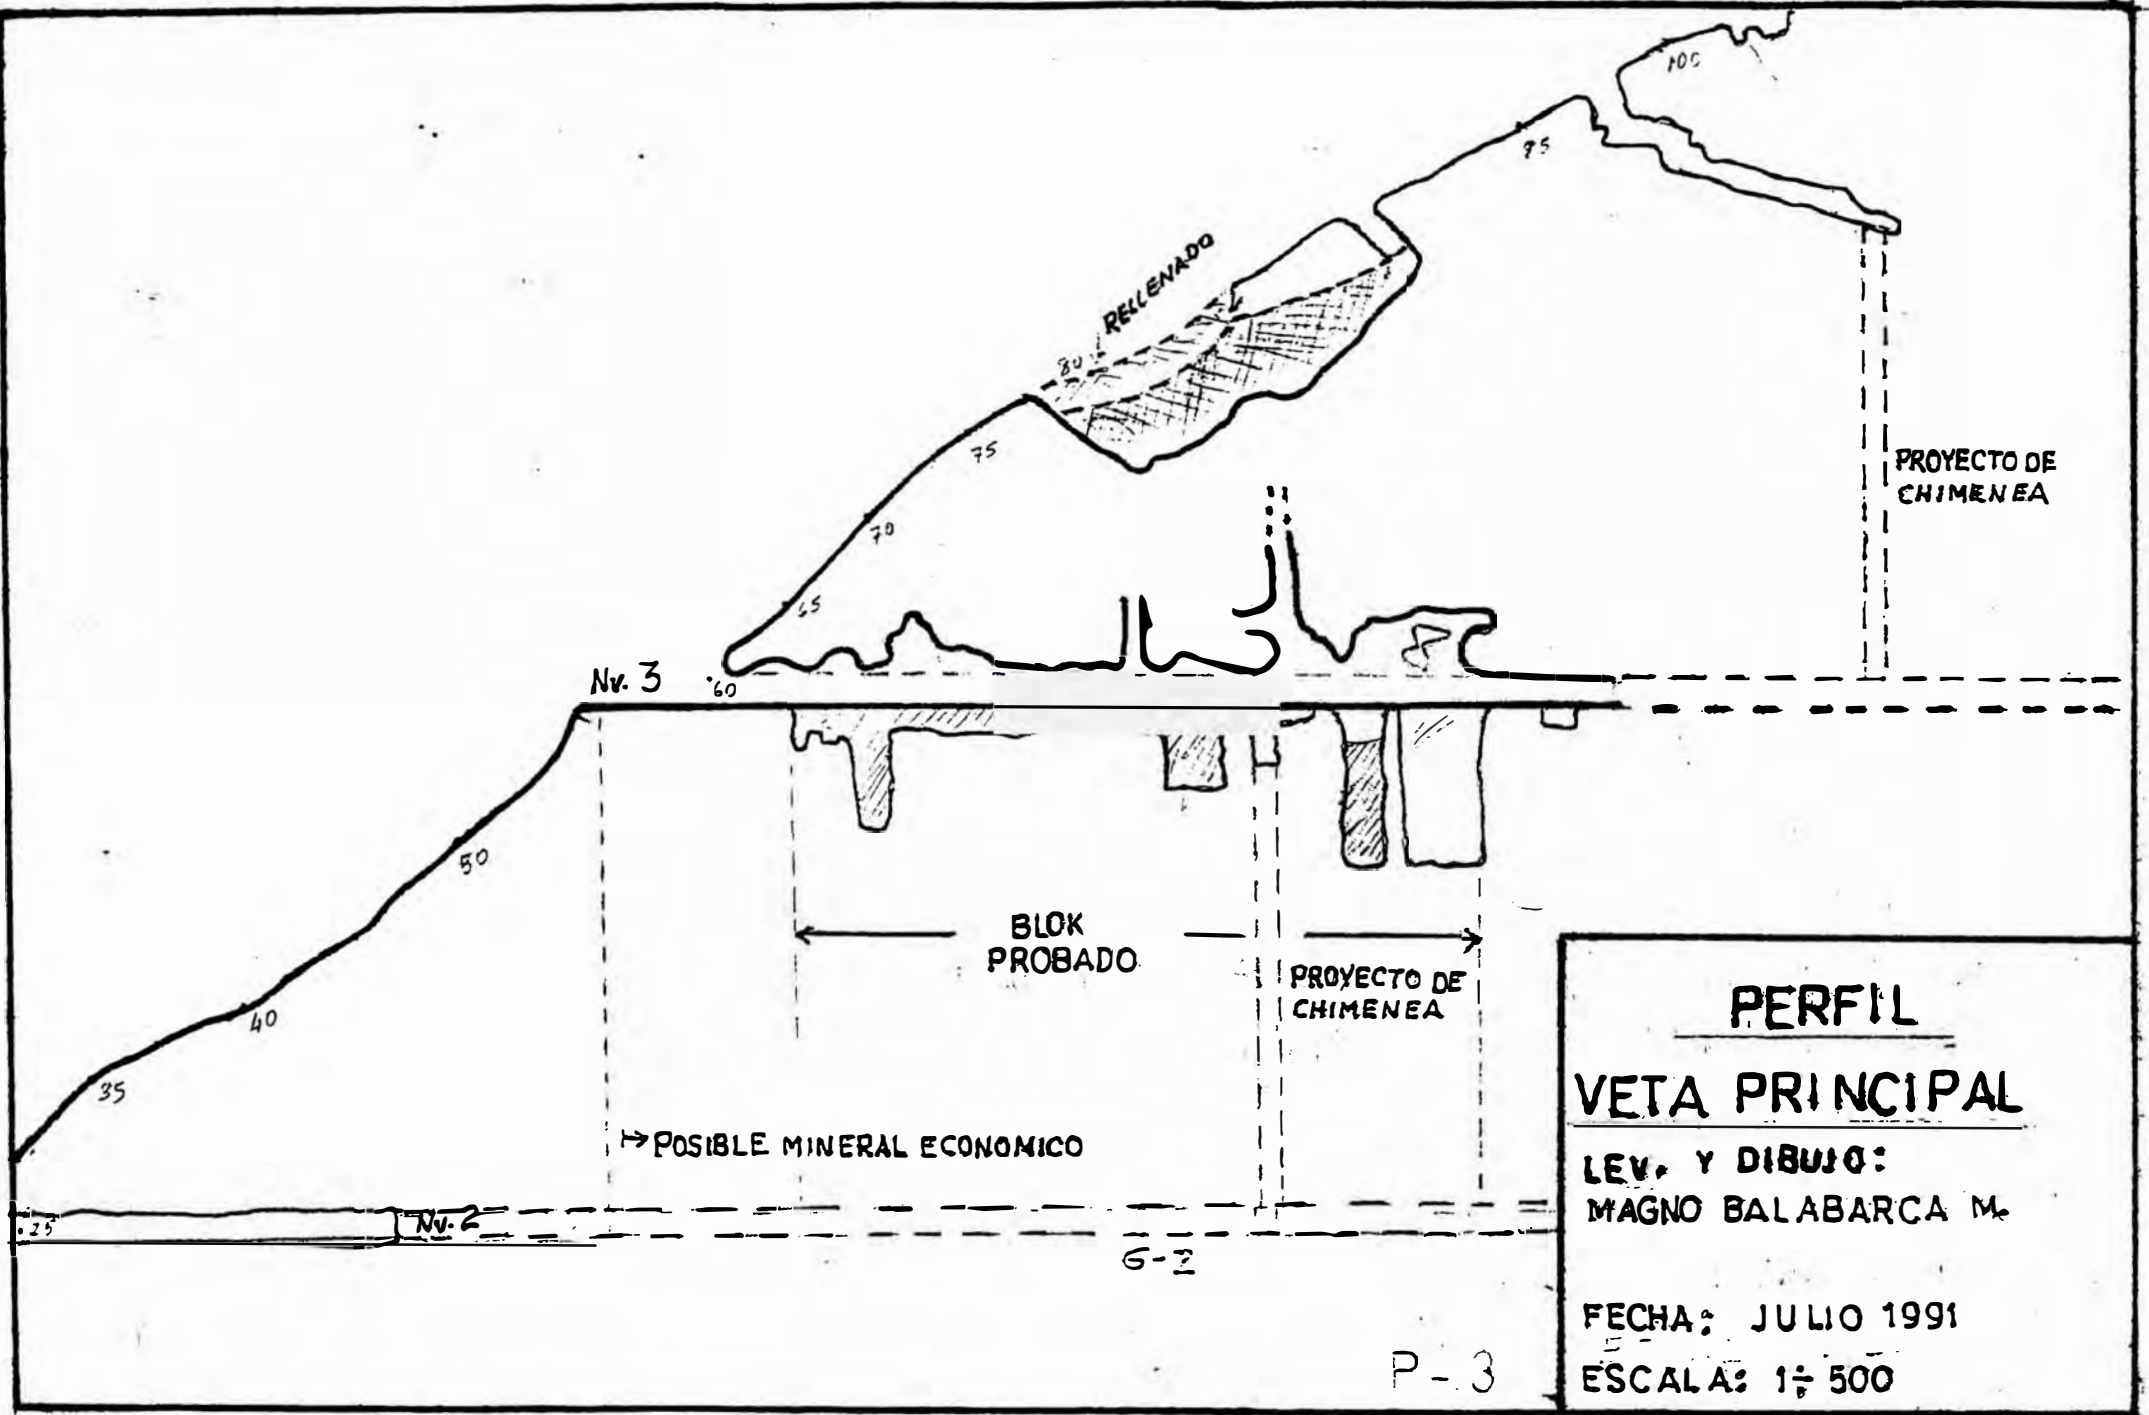 100
95
RELLENADO
80
75
PROYECTO DE
CHIMENEA
70
65
Nv. 3
60
50
BLOK
PROBADO
PROYECTO DE
CHIMENEA
40
35
POSIBLE MINERAL ECONOMICO
Nv. 2
.25
G-2
P-3
PERFIL
VETA PRINCIPAL
LEV. Y DIBUJO:
MAGNO BALABARCA M.
FECHA: JULIO 1991
ESCALA: 1÷500